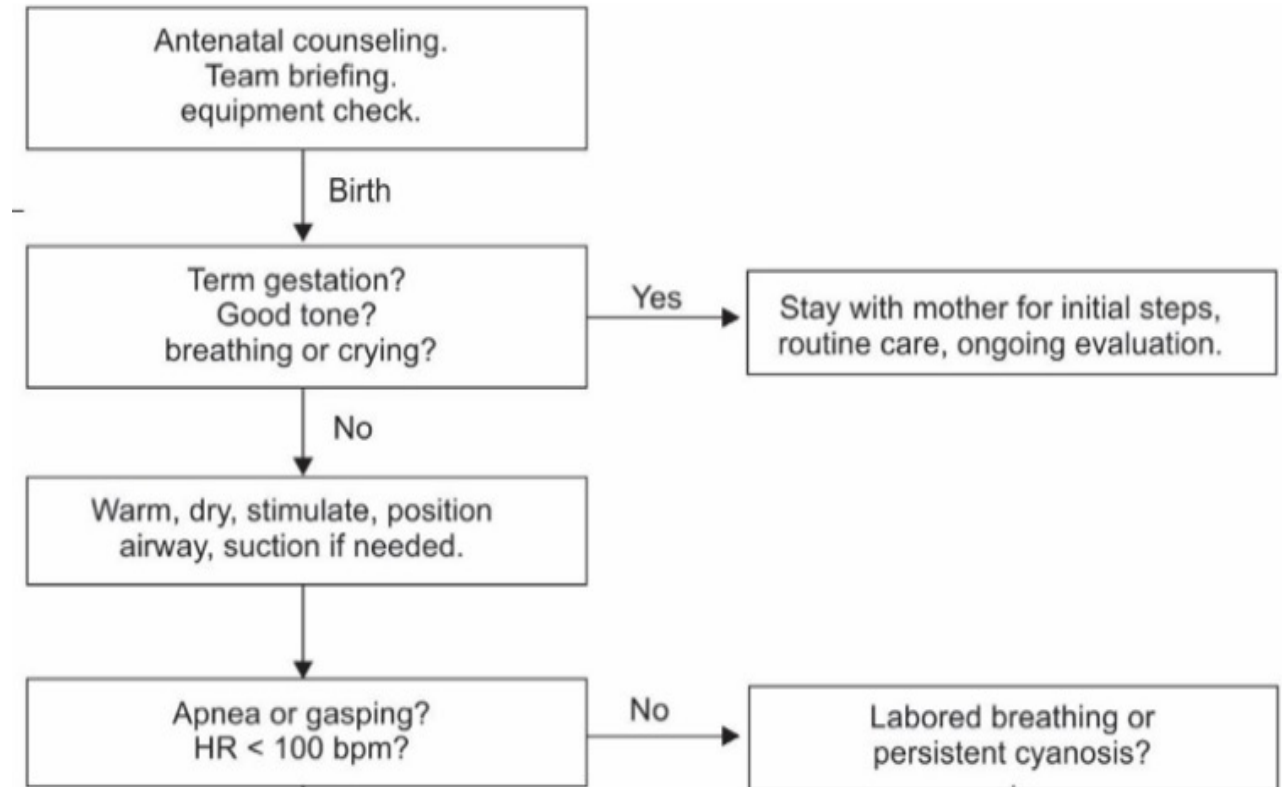 Antenatal counseling.
Team briefing.
equipment check.
Birth
Term gestation?
Good tone?
breathing or crying?
Yes
Stay with mother for initial steps,
routine care, ongoing evaluation.
No
Warm, dry, stimulate, position
airway, suction if needed.
Apnea or gasping?
HR < 100 bpm?
No
Labored breathing or
persistent cyanosis?